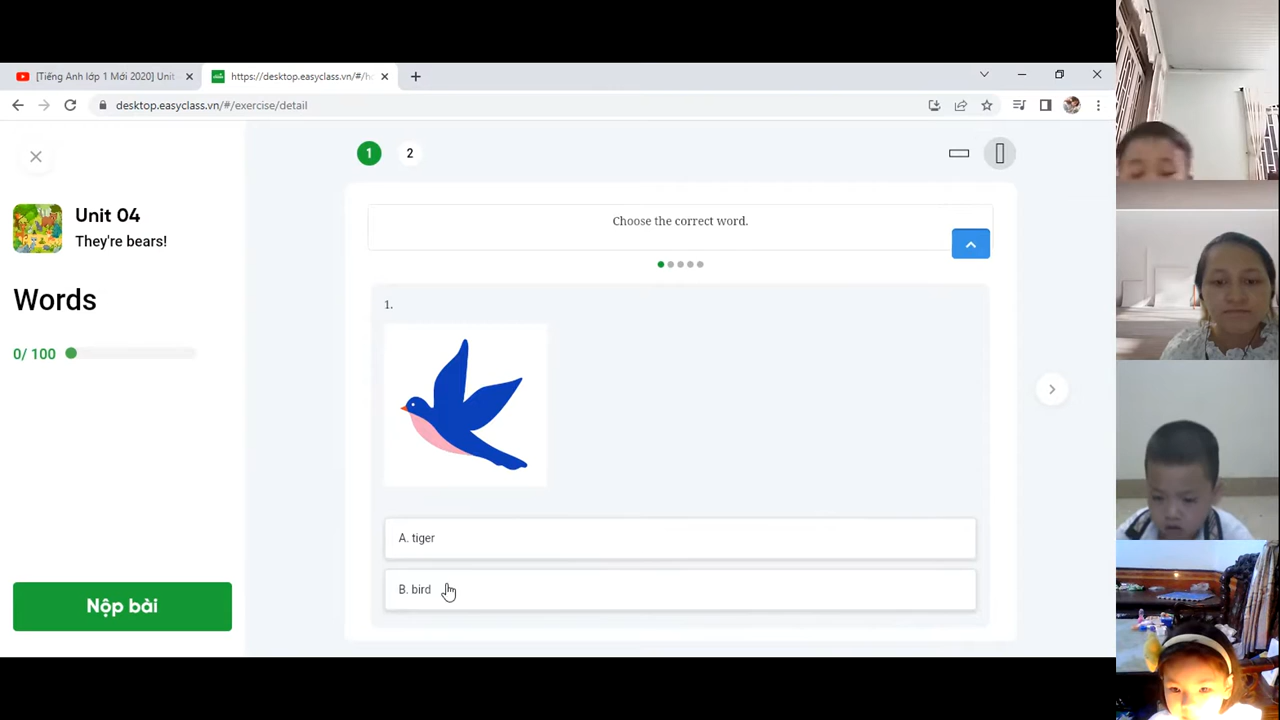 [Tiếng Anh lớp 1 Mới 2020] Unit
https://desktop.easyclass.vn/#/ho
desktop.easyclass.vn/#/exercise/detail
1 2
Unit 04
They're bears!
Words
0/ 100
Nộp bài
Choose the correct word.
1.
A. tiger
B. bird